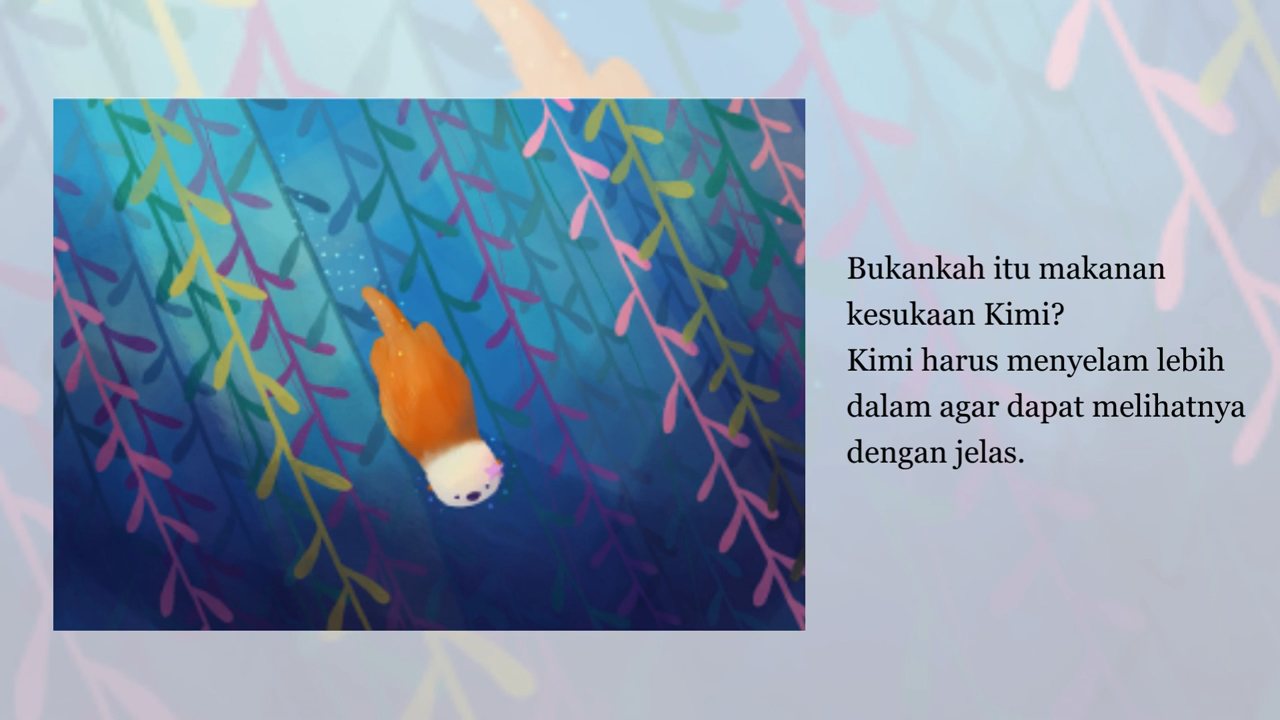 Bukankah itu makanan
kesukaan Kimi?
Kimi harus menyelam lebih
dalam agar dapat melihatnya
dengan jelas.